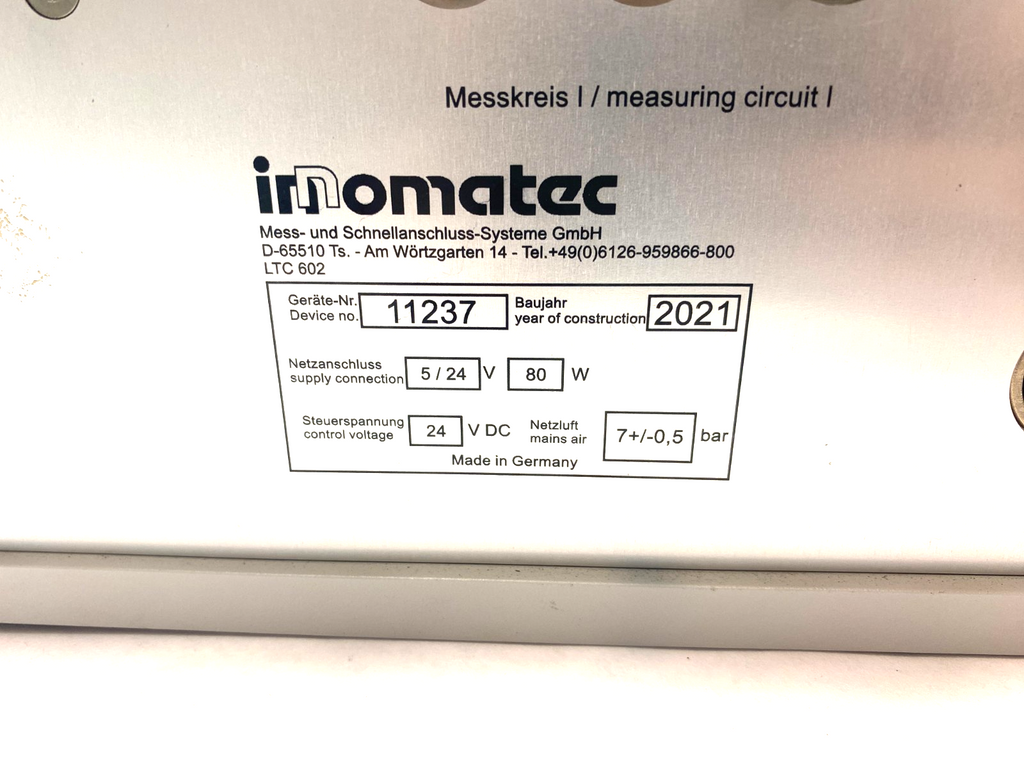 Messkreis I / measuring circuit I
innomatec
Mess- und Schnellanschluss-Systeme GmbH
D-65510 Ts. - Am Wörtzgarten 14 - Tel.+49(0)6126-959866-800
LTC 602
Geräte-Nr. 11237 Baujahr 2021
Device no. year of construction
Netzanschluss 5 / 24 V 80 W
supply connection
Steuerspannung 24 V DC Netzluft 7+/-0,5 bar
control voltage mains air
Made in Germany